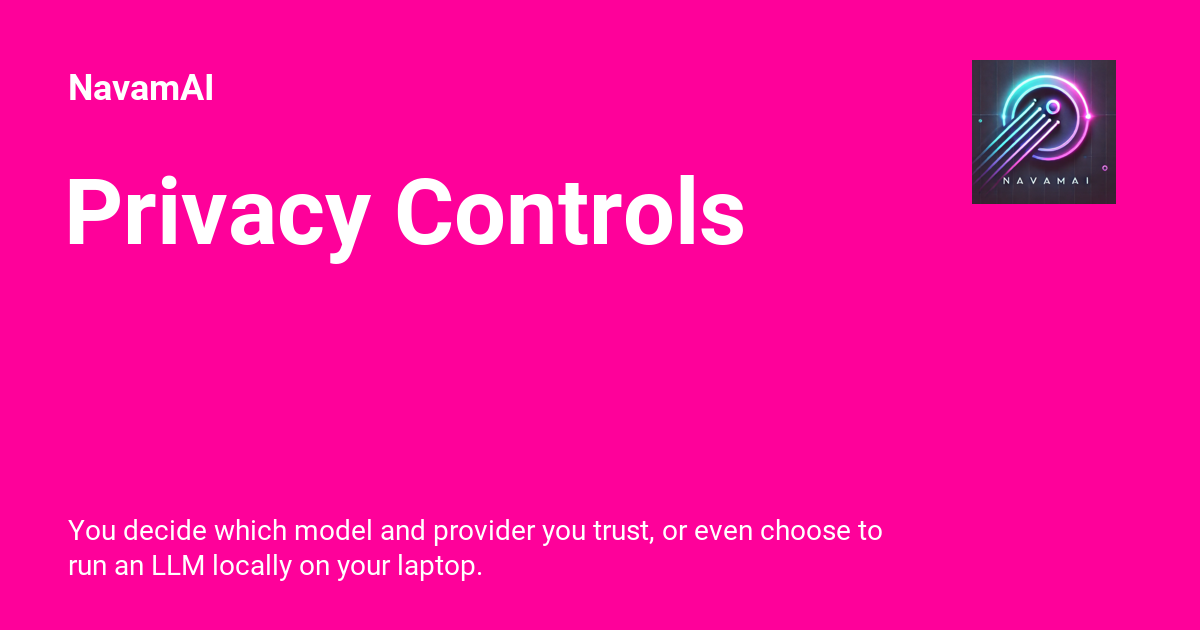 NavamAI
NAVAMAI
Privacy Controls
You decide which model and provider you trust, or even choose to
run an LLM locally on your laptop.